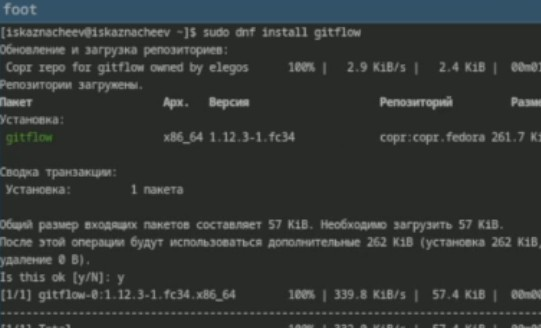 foot
[iskaznacheev@iskaznacheev ~]$ sudo dnf install gitflow
Обновление и загрузка репозиториев:
Copr repo for gitflow owned by elegos 100% | 2.9 KiB/s | 2.4 KiB | 00m0
Репозитории загружены.
Пакет Арх. Версия Репозиторий Разме
Установка:
gitflow x86_64 1.12.3-1.fc34 copr:copr.fedora 261.7 Ki
Сводка транзакции:
Установка: 1 пакета
Общий размер входящих пакетов составляет 57 KiB. Необходимо загрузить 57 KiB.
После этой операции будут использоваться дополнительные 262 KiB (установка 262 KiB,
удаление 0 B).
Is this ok [y/N]: y
[1/1] gitflow-0:1.12.3-1.fc34.x86_64 100% | 339.8 KiB/s | 57.4 KiB | 00m0